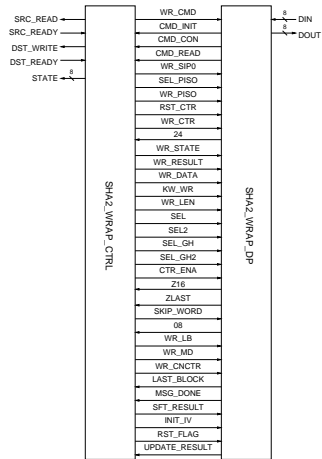 WR_CMD
SRC_READ
DIN
8
CMD_INIT
SRC_READY
8
DOUT
CMD_CON
DST_WRITE
CMD_READ
DST_READY
WR_SIP0
STATE
8
SEL_PISO
WR_PISO
RST_CTR
WR_CTR
24
WR_STATE
WR_RESULT
WR_DATA
KW_WR
WR_LEN
SEL
SEL2
SEL_GH
SEL_GH2
CTR_ENA
Z16
ZLAST
SKIP_WORD
08
WR_LB
WR_MD
WR_CNCTR
LAST_BLOCK
MSG_DONE
SFT_RESULT
INIT_IV
RST_FLAG
UPDATE_RESULT
SHA2_WRAP_CTRL
SHA2_WRAP_DP